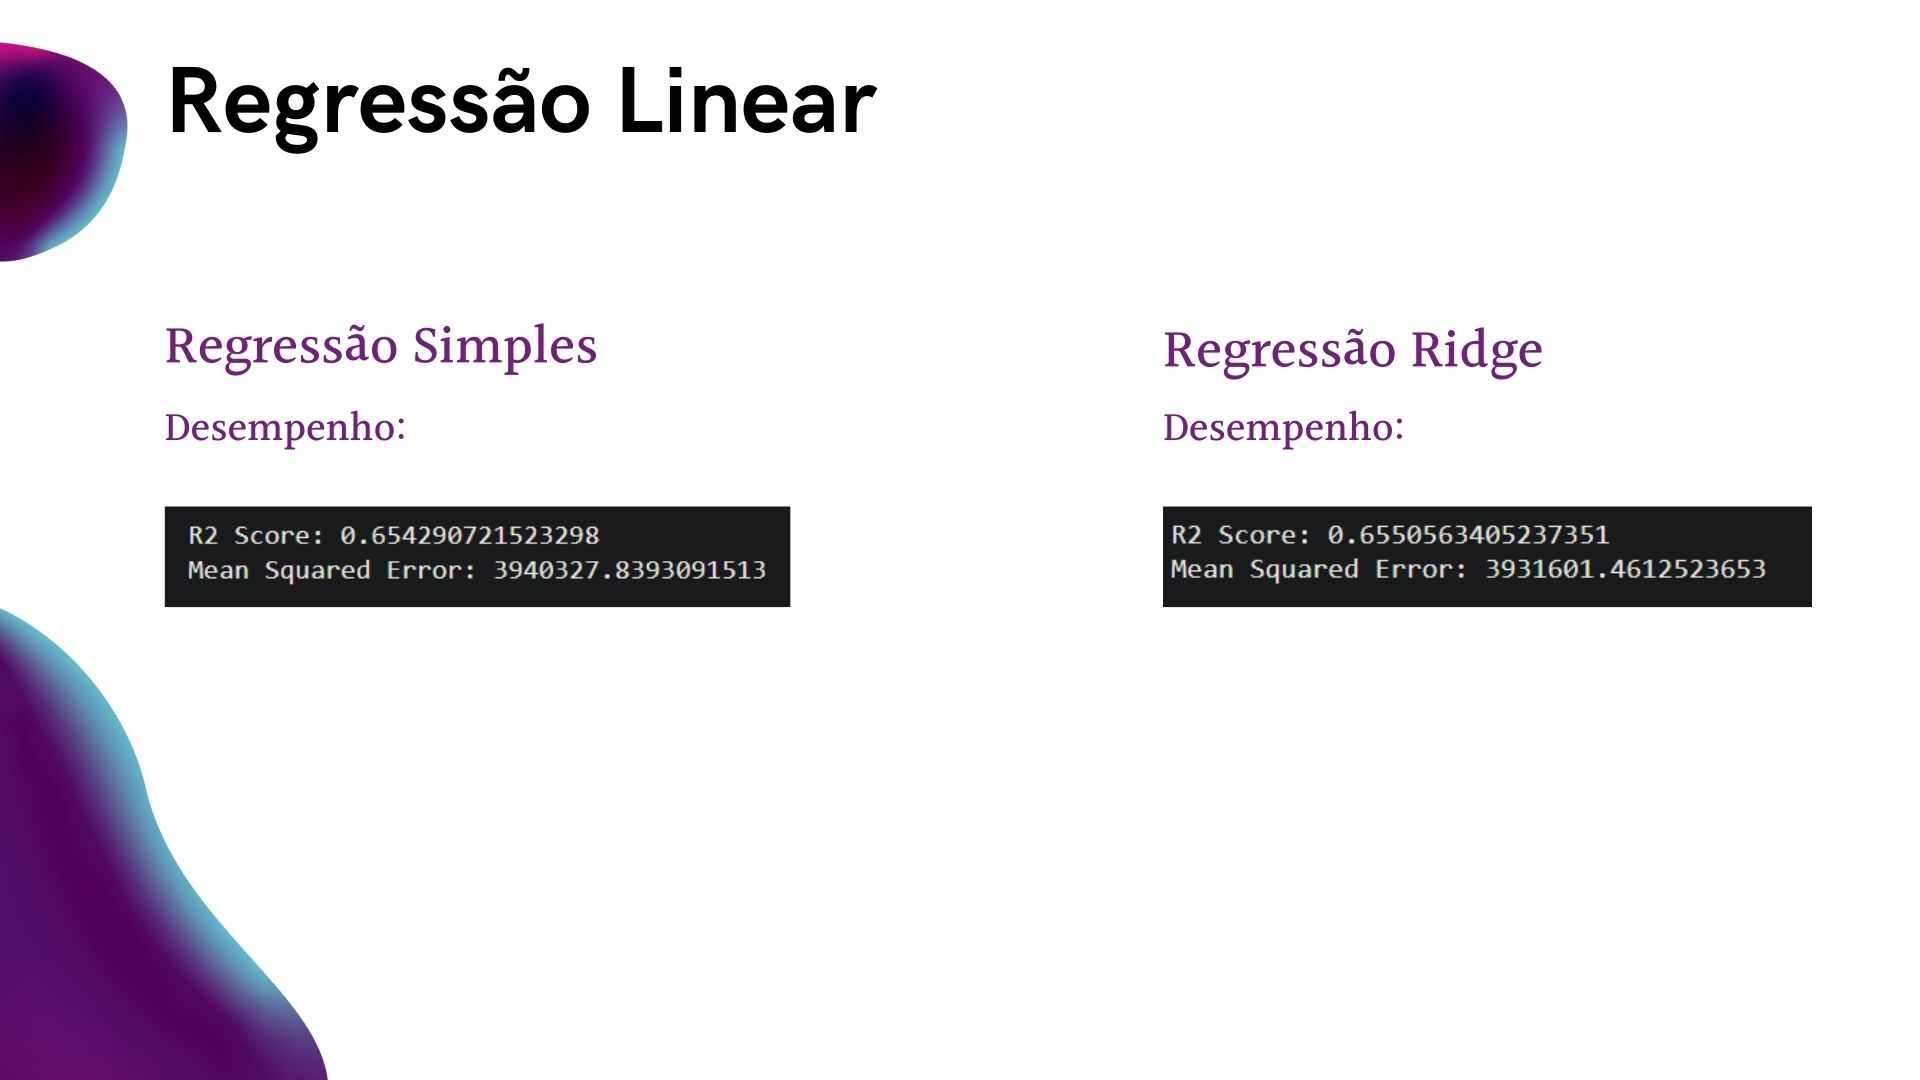 Regressão Linear
Regressão Simples
Desempenho:
R2 Score: 0.654290721523298
Mean Squared Error: 3940327.8393091513
Regressão Ridge
Desempenho:
R2 Score: 0.6550563405237351
Mean Squared Error: 3931601.4612523653